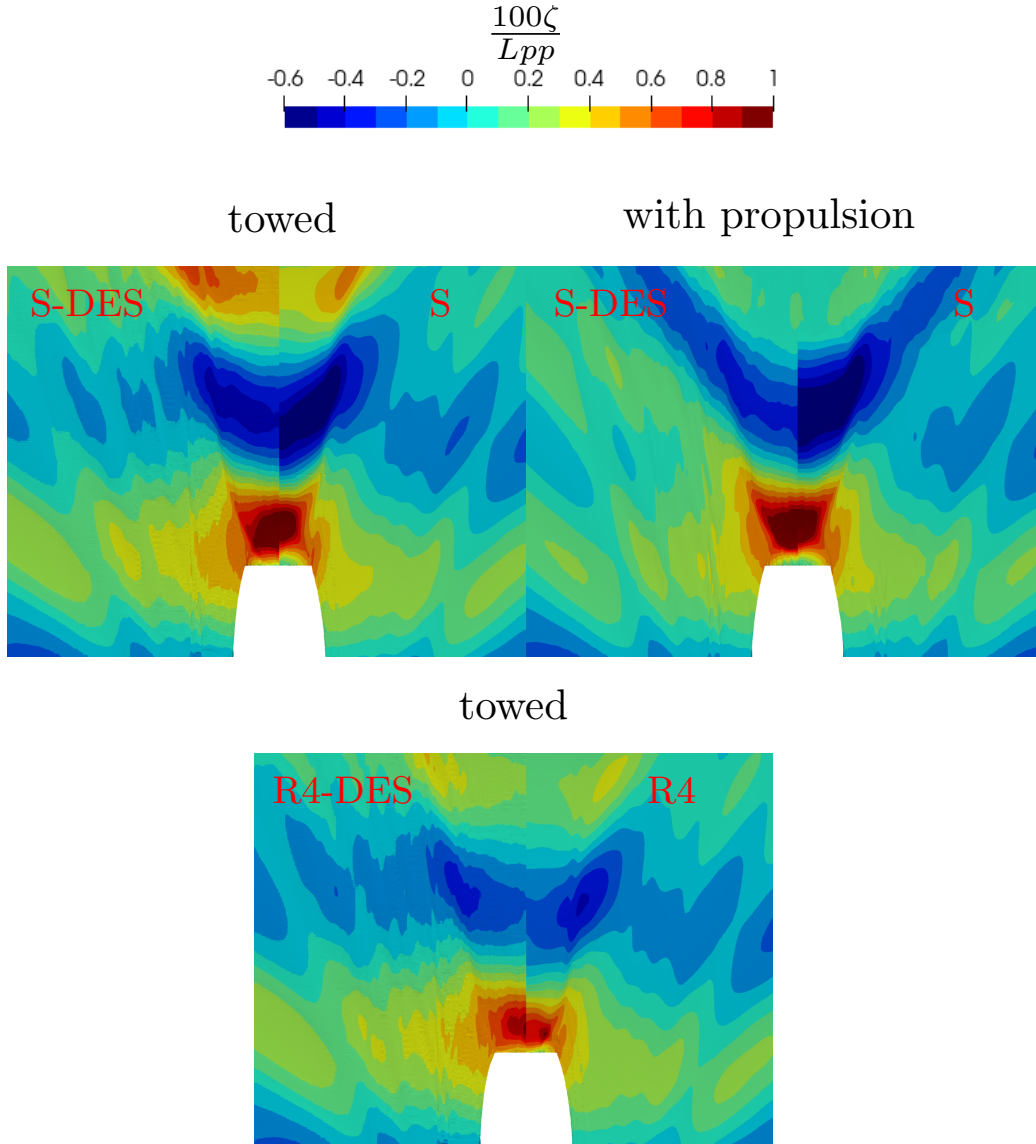 100ζ
Lpp
-0.6 -0.4 -0.2 0 0.2 0.4 0.6 0.8 1
towed with propulsion
S-DES S S-DES S
towed
R4-DES R4